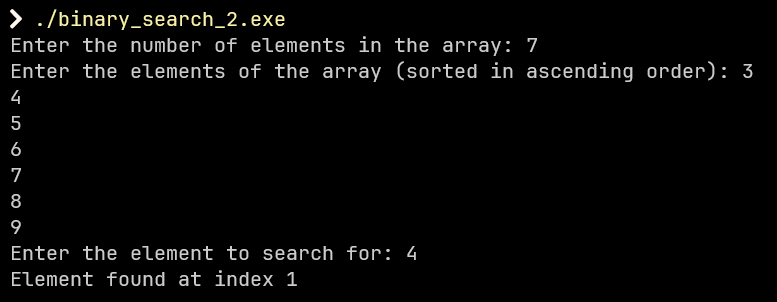 ❯ ./binary_search_2.exe
Enter the number of elements in the array: 7
Enter the elements of the array (sorted in ascending order): 3
4
5
6
7
8
9
Enter the element to search for: 4
Element found at index 1